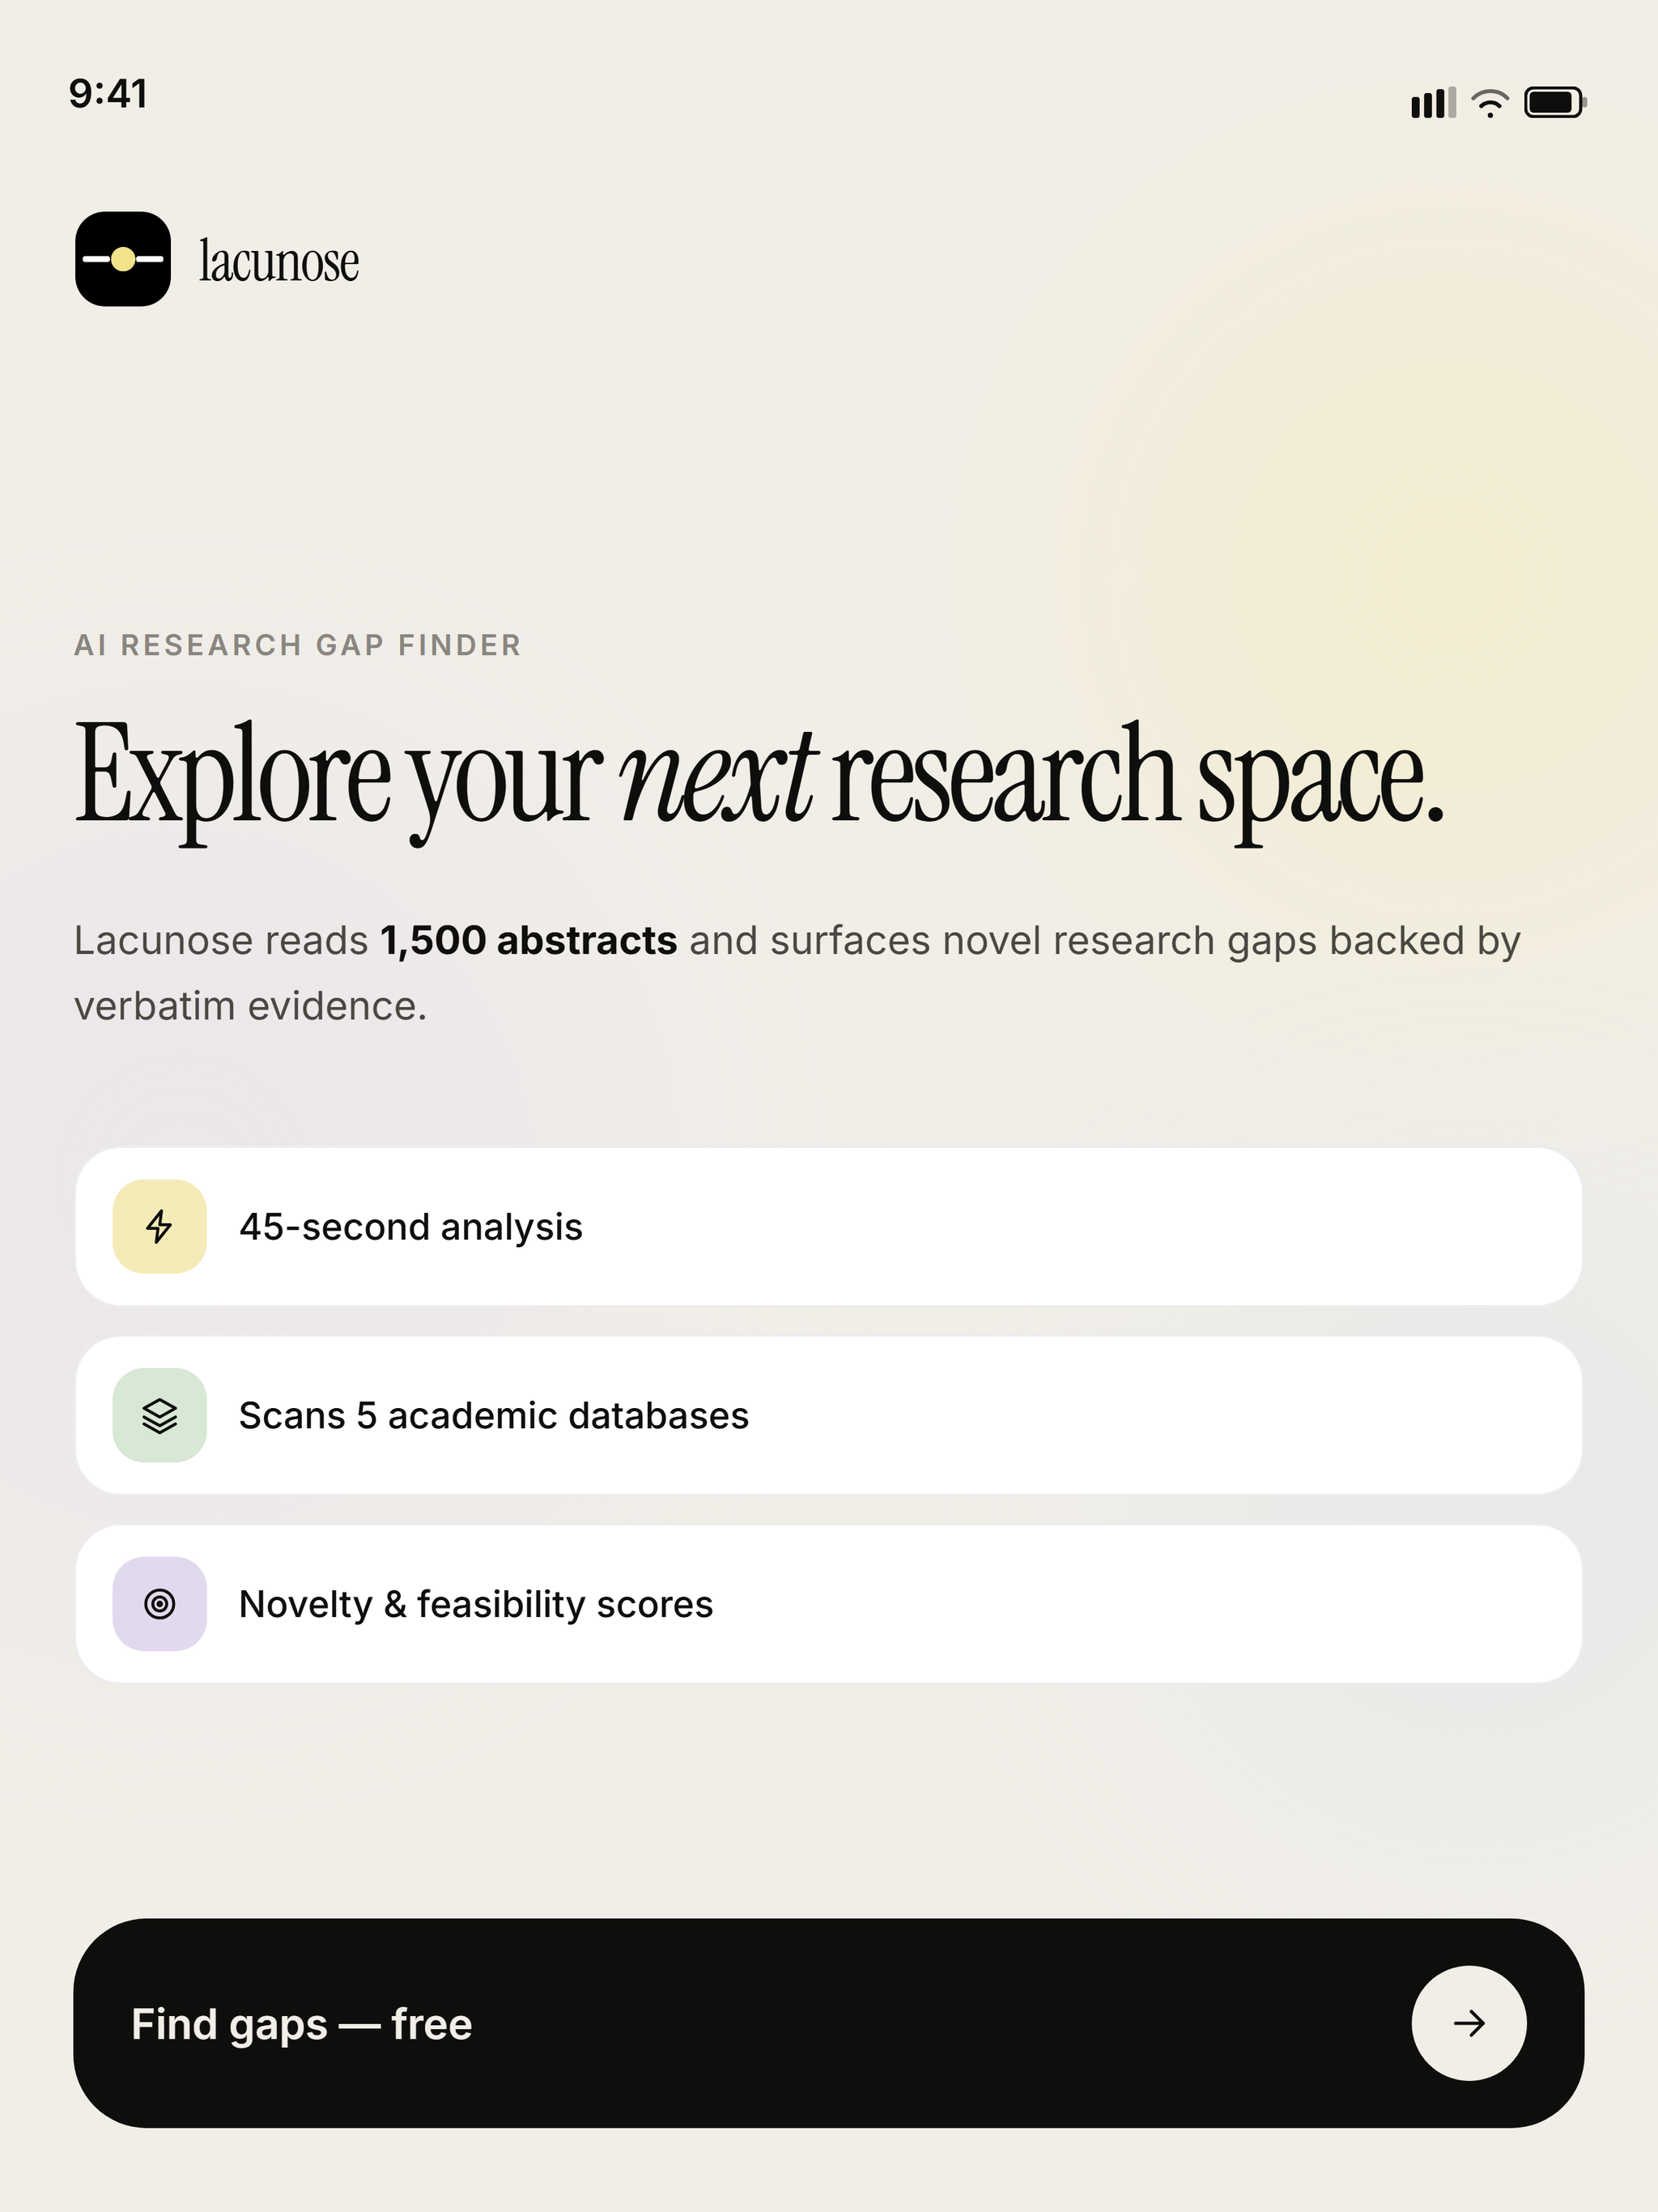 9:41
lacunose
AI RESEARCH GAP FINDER
Explore your next research space.
Lacunose reads 1,500 abstracts and surfaces novel research gaps backed by
verbatim evidence.
45-second analysis
Scans 5 academic databases
Novelty & feasibility scores
Find gaps — free